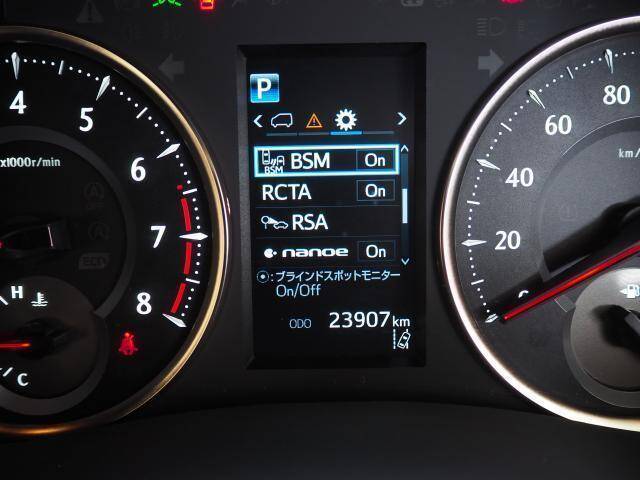 P
BSM
BSM On
RCTA On
RSA
nanoe On
:ブラインドスポットモニター
On/Off
ODO 23907 km
4
5
6
7
8
x1000r/min
H
C
20
40
60
80
km/